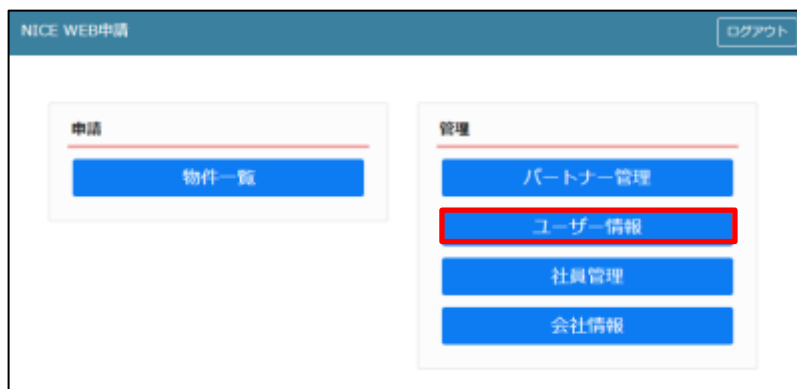 NICE WEB申請
ログアウト
申請
物件一覧
管理
パートナー管理
ユーザー情報
社員管理
会社情報